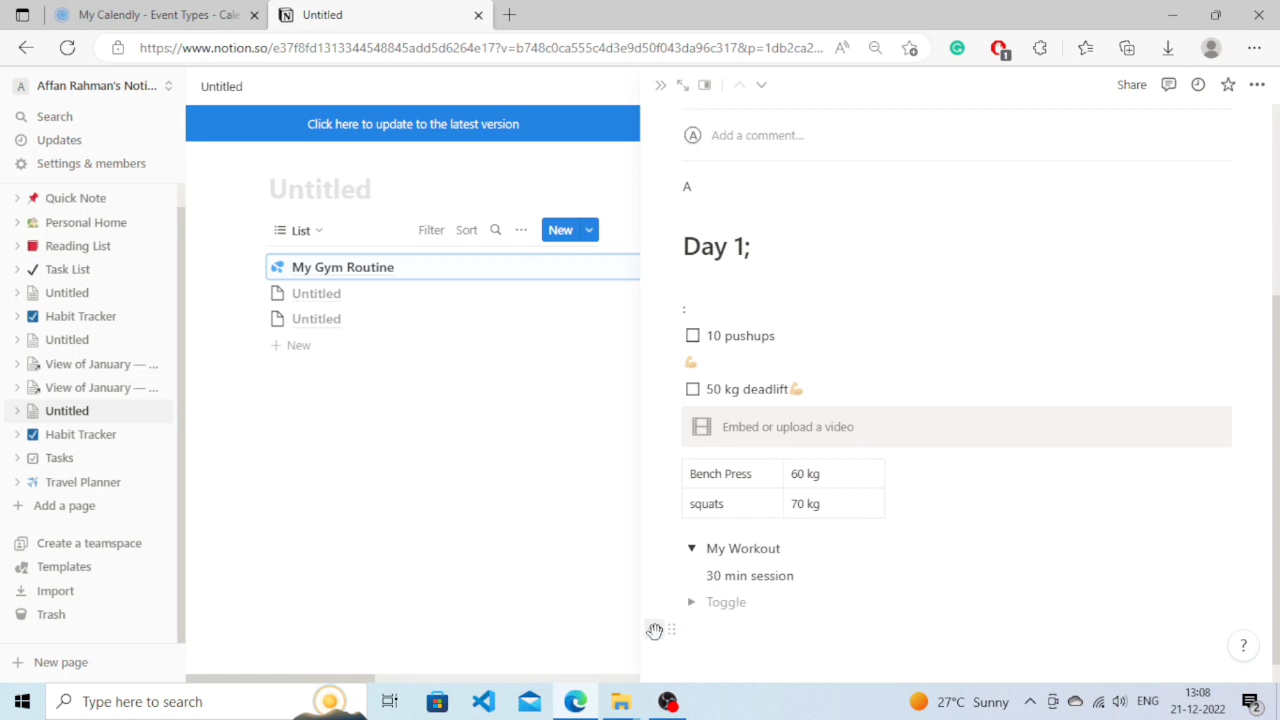 My Calendly - Event Types - Cale
Untitled
https://www.notion.so/e37f8fd1313344548845add5d6264e17?v=b748c0ca555c4d3e9d50f043da96c317&p=1db2ca2...
1
A Affan Rahman's Noti...
Untitled
Share
Search
Click here to update to the latest version
Updates
A Add a comment...
Settings & members
A
Quick Note
Untitled
Personal Home
List Filter Sort ... New
Day 1;
Reading List
Task List
My Gym Routine
Untitled
Untitled
:
Habit Tracker
Untitled
10 pushups
Untitled
New
View of January — ...
View of January — ...
50 kg deadlift
Untitled
Embed or upload a video
Habit Tracker
Tasks
Bench Press 60 kg
Travel Planner
squats 70 kg
Add a page
Create a teamspace
My Workout
Templates
30 min session
Import
Toggle
Trash
New page
?
Type here to search
27°C Sunny
ENG
13:08
21-12-2022
2